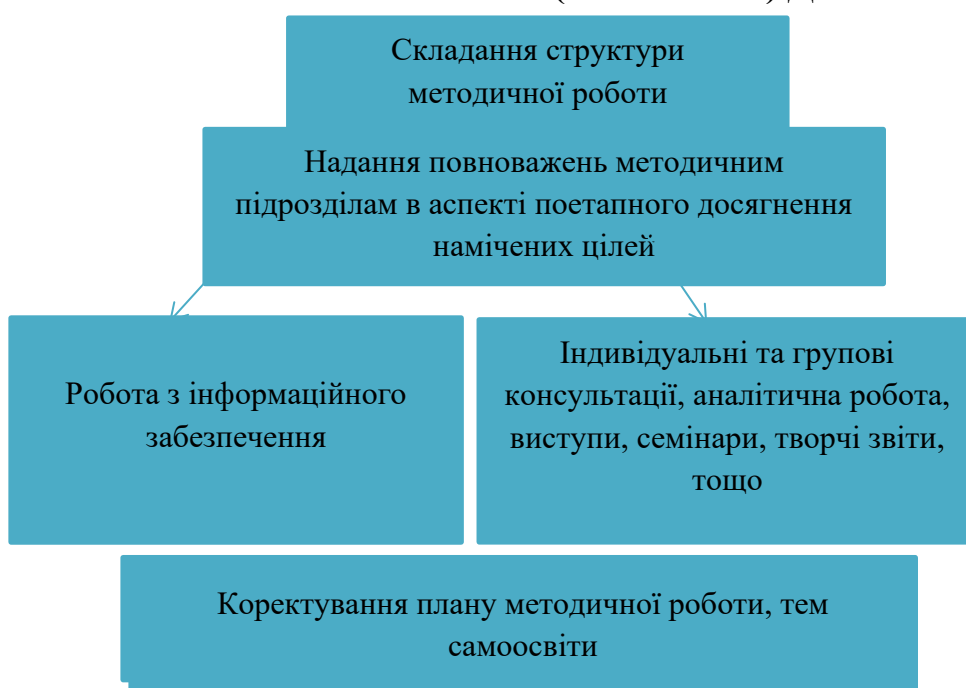 Складання структури
методичної роботи
Надання повноважень методичним
підрозділам в аспекті поетапного досягнення
намічених цілей
Робота з інформаційного
забезпечення
Індивідуальні та групові
консультації, аналітична робота,
виступи, семінари, творчі звіти,
тощо
Коректування плану методичної роботи, тем
самоосвіти